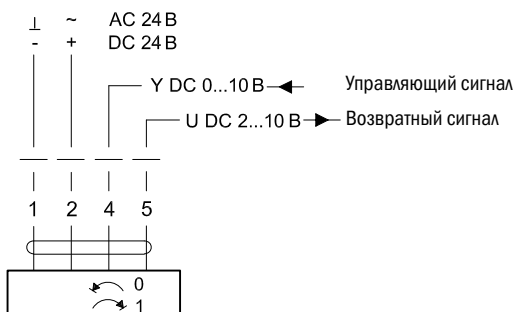 ⊥ ~ AC 24 В
- + DC 24 В
Y DC 0...10 В
Управляющий сигнал
U DC 2...10 В
Возвратный сигнал
1 2 4 5
0
1